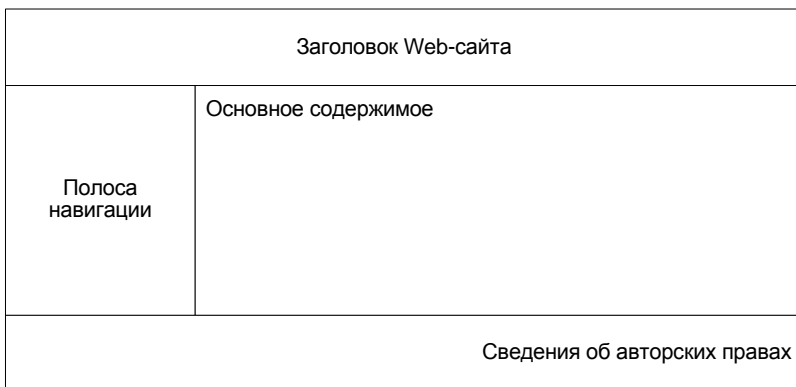 Заголовок Web-сайта
Основное содержимое
Полоса
навигации
Сведения об авторских правах